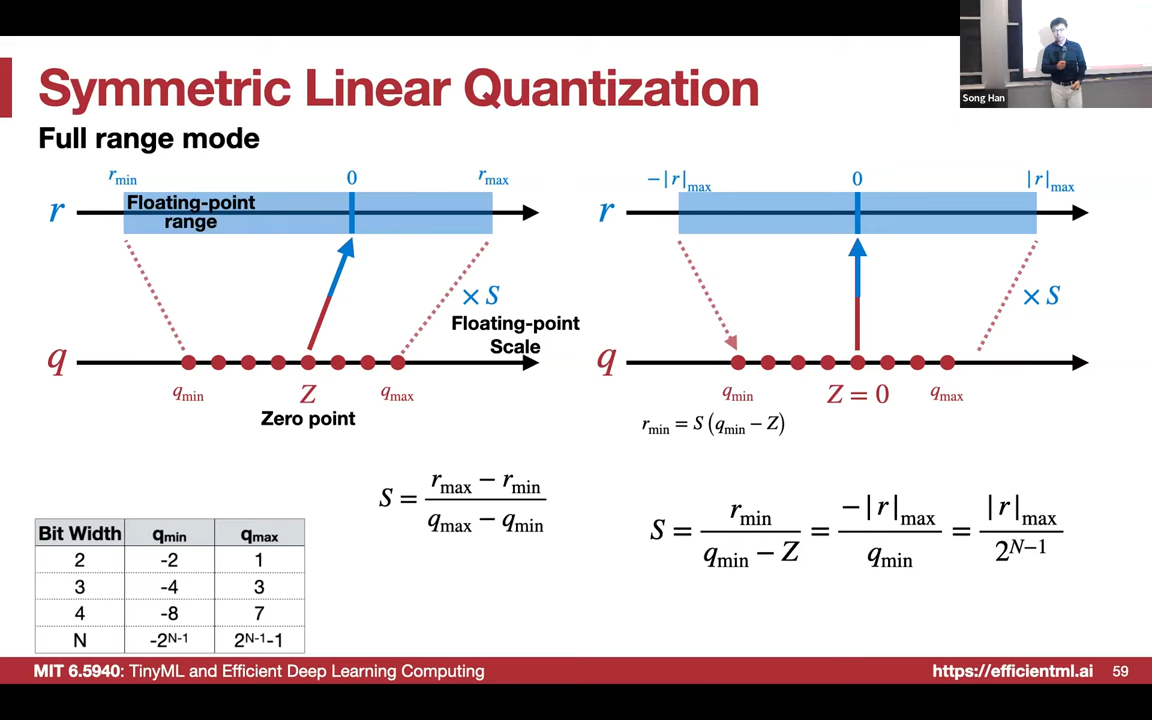 Symmetric Linear Quantization
Full range mode
Song Han
r_min 0 r_max
r Floating-point range
× S
Floating-point Scale
q
q_min Z q_max
Zero point
−|r|_max 0 |r|_max
r
× S
q
q_min Z = 0 q_max
r_min = S (q_min − Z)
S = (r_max − r_min) / (q_max − q_min)
S = r_min / (q_min − Z) = −|r|_max / q_min = |r|_max / 2^{N−1}
Bit Width q_min q_max
2 -2 1
3 -4 3
4 -8 7
N -2^{N-1} 2^{N-1}-1
MIT 6.5940: TinyML and Efficient Deep Learning Computing https://efficientml.ai 59